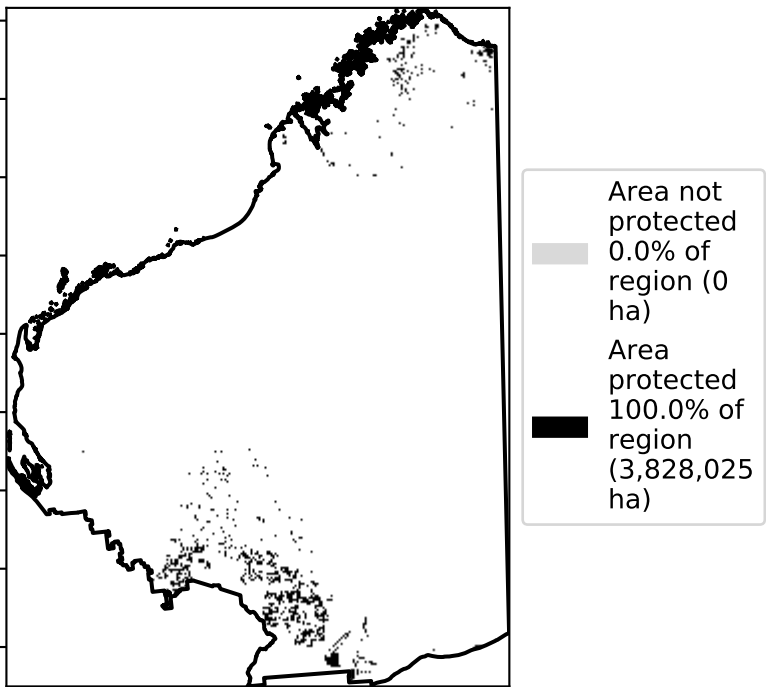 Area not
protected
0.0% of
region (0
ha)
Area
protected
100.0% of
region
(3,828,025
ha)